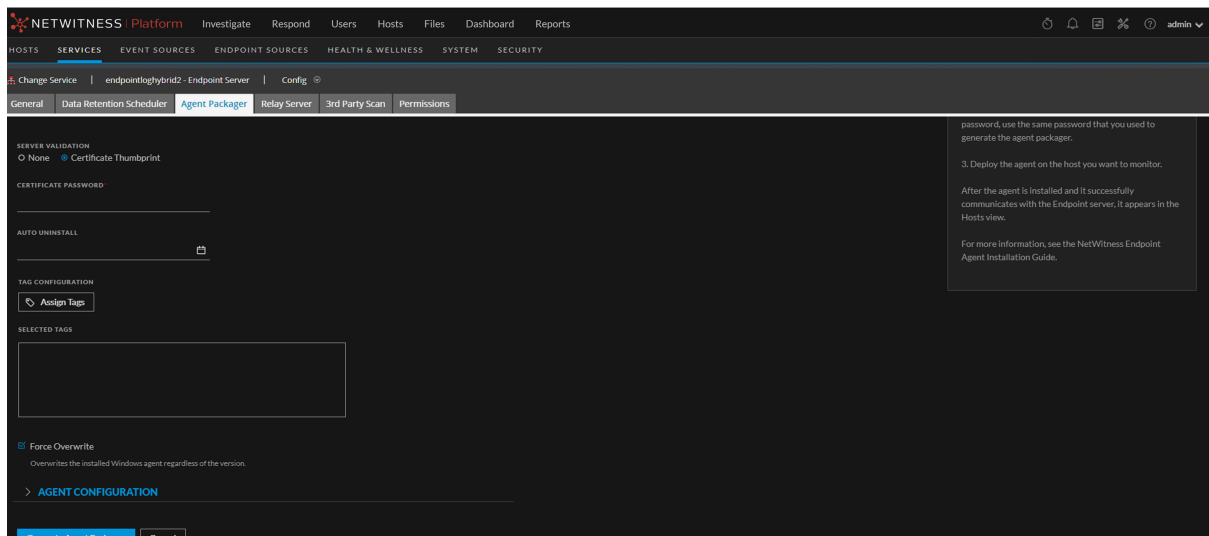 NETWITNESS | Platform Investigate Respond Users Hosts Files Dashboard Reports admin
HOSTS SERVICES EVENT SOURCES ENDPOINT SOURCES HEALTH & WELLNESS SYSTEM SECURITY
Change Service | endpointloghybrid2 - Endpoint Server | Config
General Data Retention Scheduler Agent Packager Relay Server 3rd Party Scan Permissions
SERVER VALIDATION
None Certificate Thumbprint
CERTIFICATE PASSWORD
AUTO UNINSTALL
TAG CONFIGURATION
Assign Tags
SELECTED TAGS
Force Overwrite
Overwrites the installed Windows agent regardless of the version.
AGENT CONFIGURATION
password, use the same password that you used to
generate the agent packager.
3. Deploy the agent on the host you want to monitor.
After the agent is installed and it successfully
communicates with the Endpoint server, it appears in the
Hosts view.
For more information, see the NetWitness Endpoint
Agent Installation Guide.